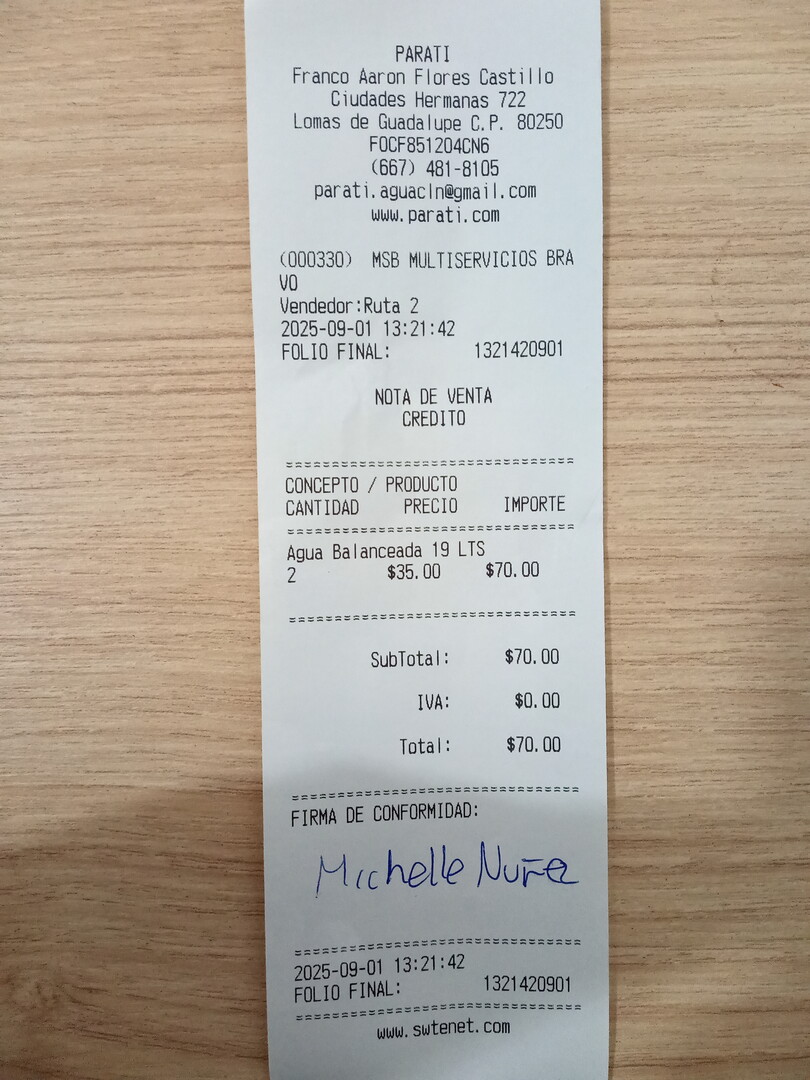 PARATI
Franco Aaron Flores Castillo
Ciudades Hermanas 722
Lomas de Guadalupe C.P. 80250
FOCF851204CN6
(667) 481-8105
parati.aguacln@gmail.com
www.parati.com
(000330) MSB MULTISERVICIOS BRA
VO
Vendedor:Ruta 2
2025-09-01 13:21:42
FOLIO FINAL: 1321420901
NOTA DE VENTA
CREDITO
===============================
CONCEPTO / PRODUCTO
CANTIDAD PRECIO IMPORTE
===============================
Agua Balanceada 19 LTS
2 $35.00 $70.00
===============================
SubTotal: $70.00
IVA: $0.00
Total: $70.00
===============================
FIRMA DE CONFORMIDAD:
Michelle Nuñez
===============================
2025-09-01 13:21:42
FOLIO FINAL: 1321420901
===============================
www.swtenet.com